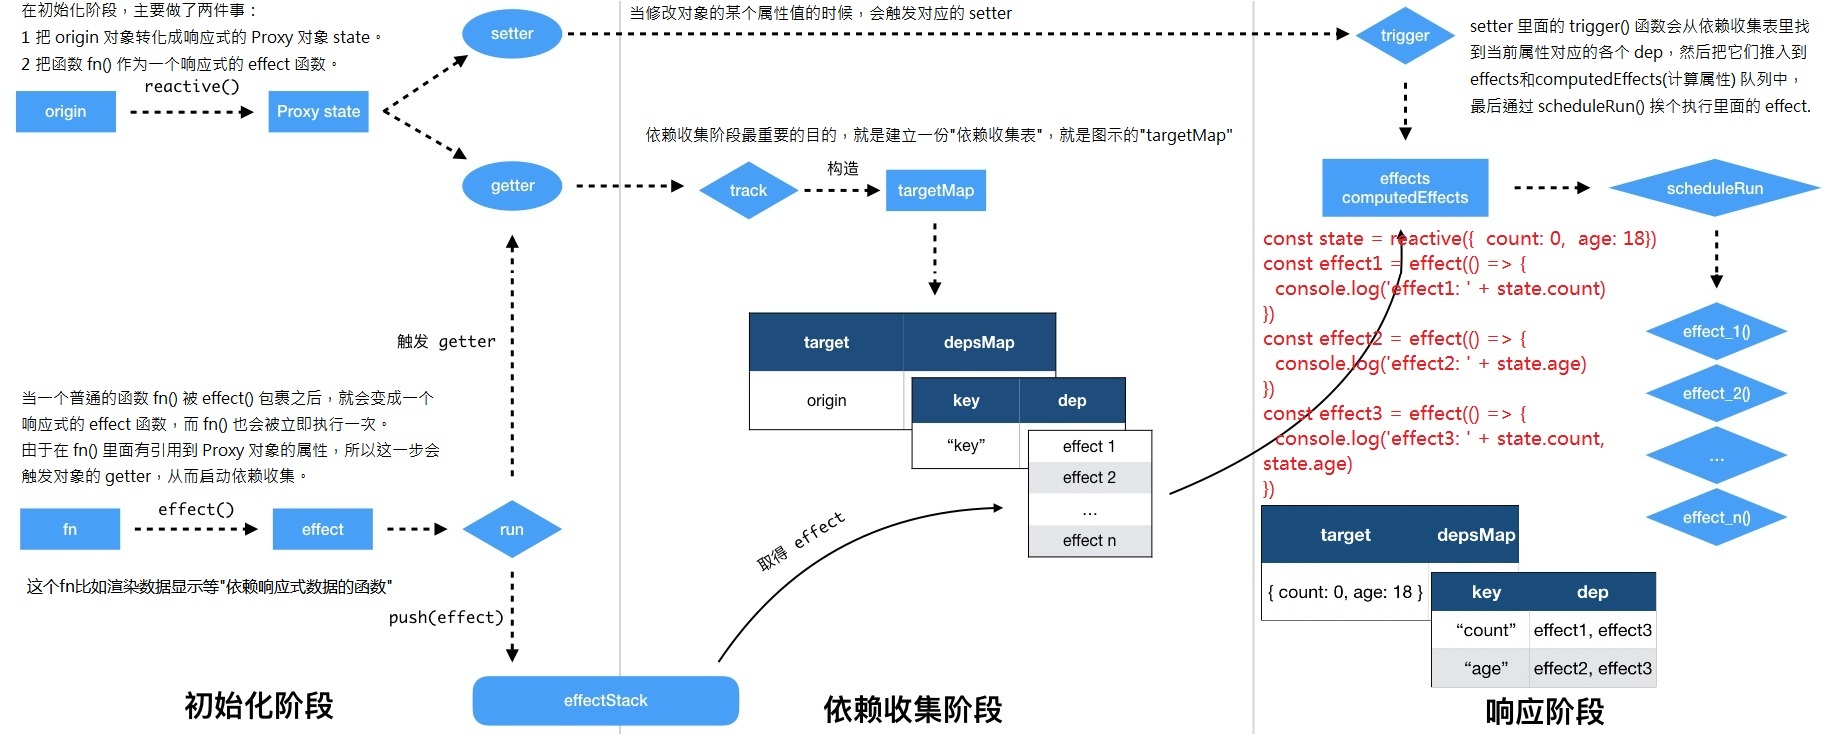 在初始化阶段，主要做了两件事：
1 把 origin 对象转化成响应式的 Proxy 对象 state。
2 把函数 fn() 作为一个响应式的 effect 函数。
reactive()
origin
Proxy state
setter
getter
触发 getter
当一个普通的函数 fn() 被 effect() 包裹之后，就会变成一个
响应式的 effect 函数，而 fn() 也会被立即执行一次。
由于在 fn() 里面有引用到 Proxy 对象的属性，所以这一步会
触发对象的 getter，从而启动依赖收集。
effect()
fn
effect
run
这个fn比如渲染数据显示等"依赖响应式数据的函数"
push(effect)
effectStack
初始化阶段
当修改对象的某个属性值的时候，会触发对应的 setter
依赖收集阶段最重要的目的，就是建立一份"依赖收集表"，就是图示的"targetMap"
track
构造
targetMap
target
depsMap
origin
key
dep
“key”
effect 1
effect 2
...
effect n
取得 effect
依赖收集阶段
trigger
setter 里面的 trigger() 函数会从依赖收集表里找
到当前属性对应的各个 dep，然后把它们推入到
effects和computedEffects(计算属性) 队列中，
最后通过 scheduleRun() 挨个执行里面的 effect.
effects
computedEffects
scheduleRun
const state = reactive({  count: 0,  age: 18})
const effect1 = effect(() => {
console.log('effect1: ' + state.count)
})
const effect2 = effect(() => {
console.log('effect2: ' + state.age)
})
const effect3 = effect(() => {
console.log('effect3: ' + state.count,
state.age)
})
effect_1()
effect_2()
...
effect_n()
target
depsMap
{ count: 0, age: 18 }
key
dep
“count”
effect1, effect3
“age”
effect2, effect3
响应阶段